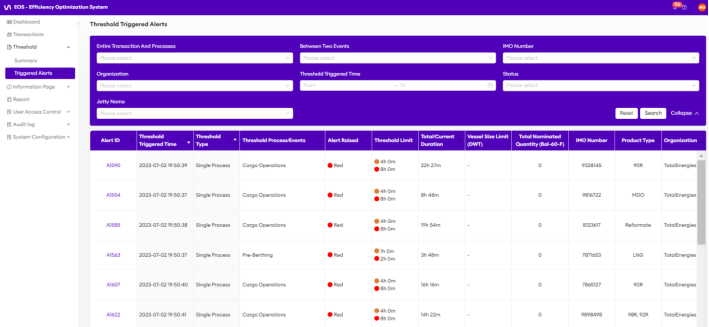 EOS - Efficiency Optimization System
Dashboard
Transactions
Threshold
Summary
Triggered Alerts
Information Page
Report
User Access Control
Audit log
System Configuration
Threshold Triggered Alerts
Entire Transaction And Processes
Between Two Events
IMO Number
Please select
Please select
Please select
Organization
Threshold Triggered Time
Status
Please select
From
To
Please select
Jetty Name
Please select
Reset
Search
Collapse
Alert ID
Threshold Triggered Time
Threshold Type
Threshold Process/Events
Alert Raised
Threshold Limit
Total/Current Duration
Vessel Size Limit (DWT)
Total Nominated Quantity (Bal-60-F)
IMO Number
Product Type
Organization
A1590 2023-07-02 19:50:39 Single Process Cargo Operations Red 4h 0m 8h 0m 22h 27m - 0 9328145 90R TotalEnergies
A1554 2023-07-02 19:50:37 Single Process Cargo Operations Red 4h 0m 8h 0m 8h 48m - 0 9816722 MDO TotalEnergies
A1585 2023-07-02 19:50:38 Single Process Cargo Operations Red 4h 0m 8h 0m 19h 54m - 0 8123617 Reformate TotalEnergies
A1563 2023-07-02 19:50:37 Single Process Pre-Berthing Red 1h 0m 2h 0m 3h 48m - 0 7871653 LNG TotalEnergies
A1607 2023-07-02 19:50:40 Single Process Cargo Operations Red 4h 0m 8h 0m 16h 16m - 0 7865127 90R TotalEnergies
A1622 2023-07-02 19:50:41 Single Process Cargo Operations Red 4h 0m 8h 0m 14h 22m - 0 9898498 98R, 92R TotalEnergies